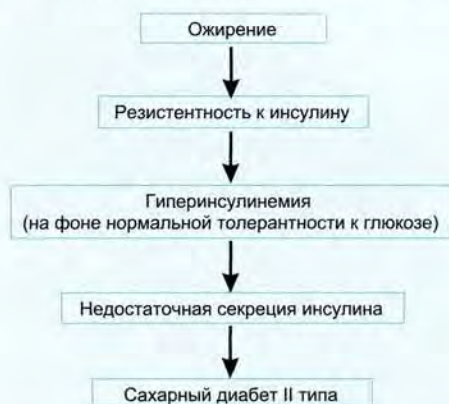 Ожирение
Резистентность к инсулину
Гиперинсулинемия
(на фоне нормальной толерантности к глюкозе)
Недостаточная секреция инсулина
Сахарный диабет II типа